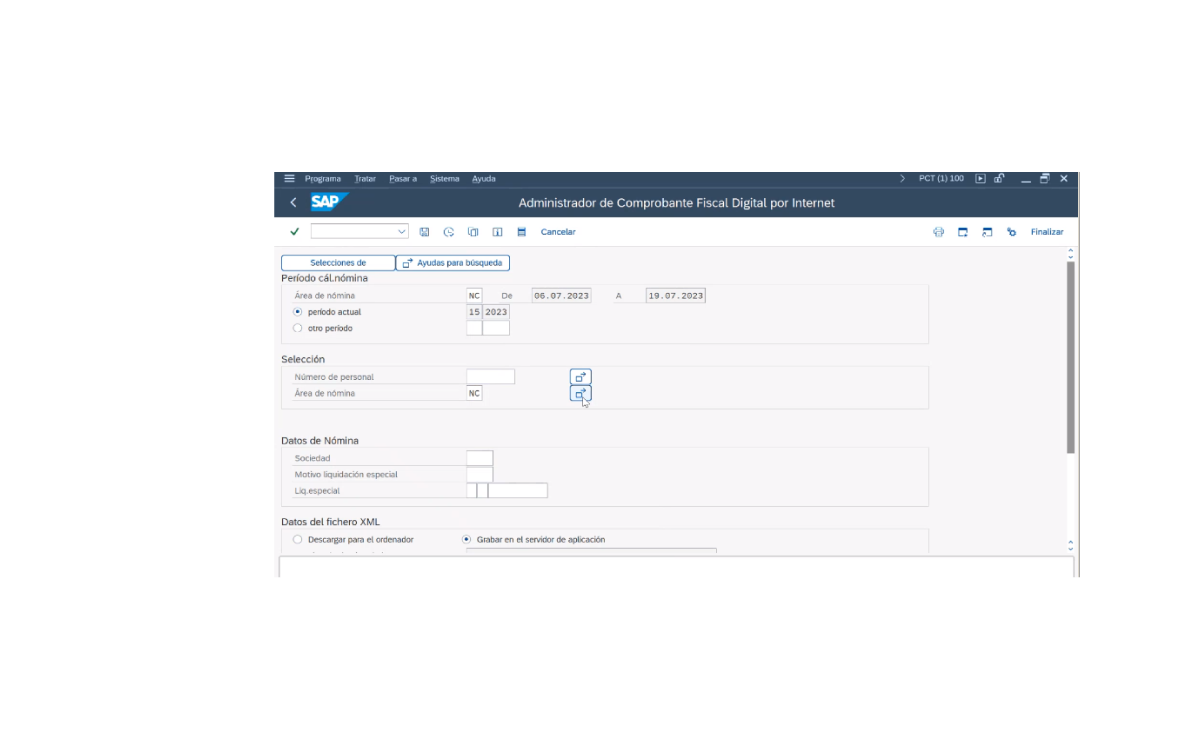 Programa Tratar Pasar a Sistema Ayuda PCT (1) 100
SAP Administrador de Comprobante Fiscal Digital por Internet
Cancelar Finalizar
Selecciones de Ayudas para búsqueda
Período cál.nómina
Área de nómina NC De 06.07.2023 A 19.07.2023
período actual 15 2023
otro período
Selección
Número de personal
Área de nómina NC
Datos de Nómina
Sociedad
Motivo liquidación especial
Liq.especial
Datos del fichero XML
Descargar para el ordenador Grabar en el servidor de aplicación